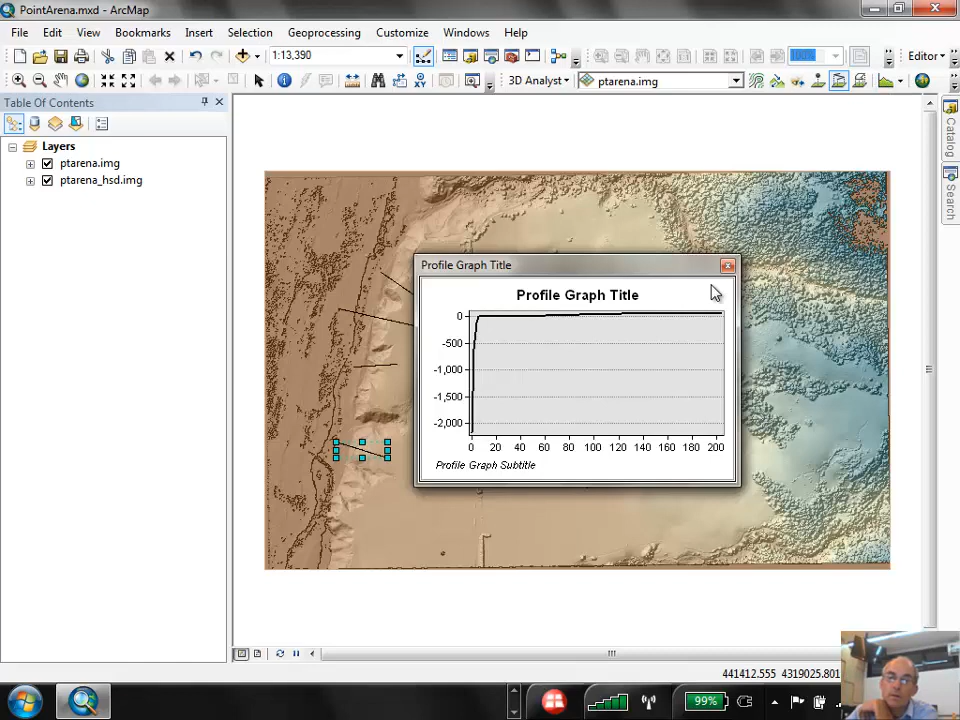 PointArena.mxd - ArcMap
File Edit View Bookmarks Insert Selection Geoprocessing Customize Windows Help
1:13,390 100% Editor
3D Analyst ptarena.img
Table Of Contents
Layers
ptarena.img
ptarena_hsd.img
Catalog
Search
Profile Graph Title
Profile Graph Title
0
-500
-1,000
-1,500
-2,000
0 20 40 60 80 100 120 140 160 180 200
Profile Graph Subtitle
441412.555 4319025.801
99%